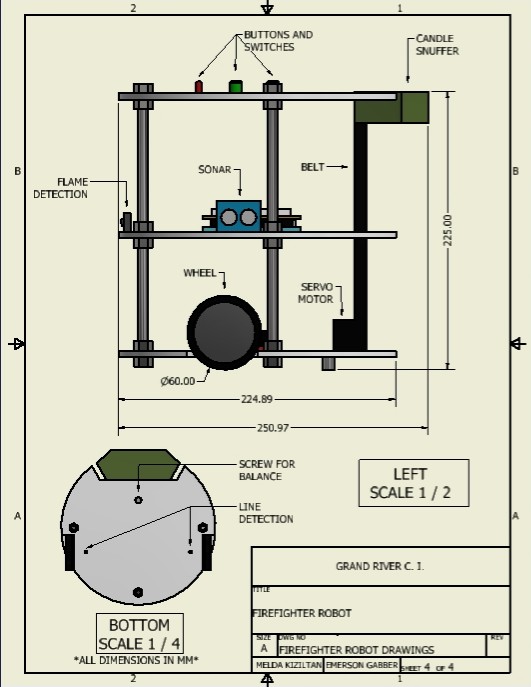 2
1
BUTTONS AND
SWITCHES
CANDLE
SNUFFER
B
B
FLAME
DETECTION
SONAR
BELT
225.00
WHEEL
SERVO
MOTOR
Ø60.00
224.89
250.97
SCREW FOR
BALANCE
LEFT
SCALE 1 / 2
LINE
DETECTION
A
A
BOTTOM
SCALE 1 / 4
*ALL DIMENSIONS IN MM*
GRAND RIVER C. I.
TITLE
FIREFIGHTER ROBOT
SIZE
A
DWG NO
FIREFIGHTER ROBOT DRAWINGS
REV
MELDA KIZILTAN
EMERSON GABBER
SHEET 4 OF 4
2
1